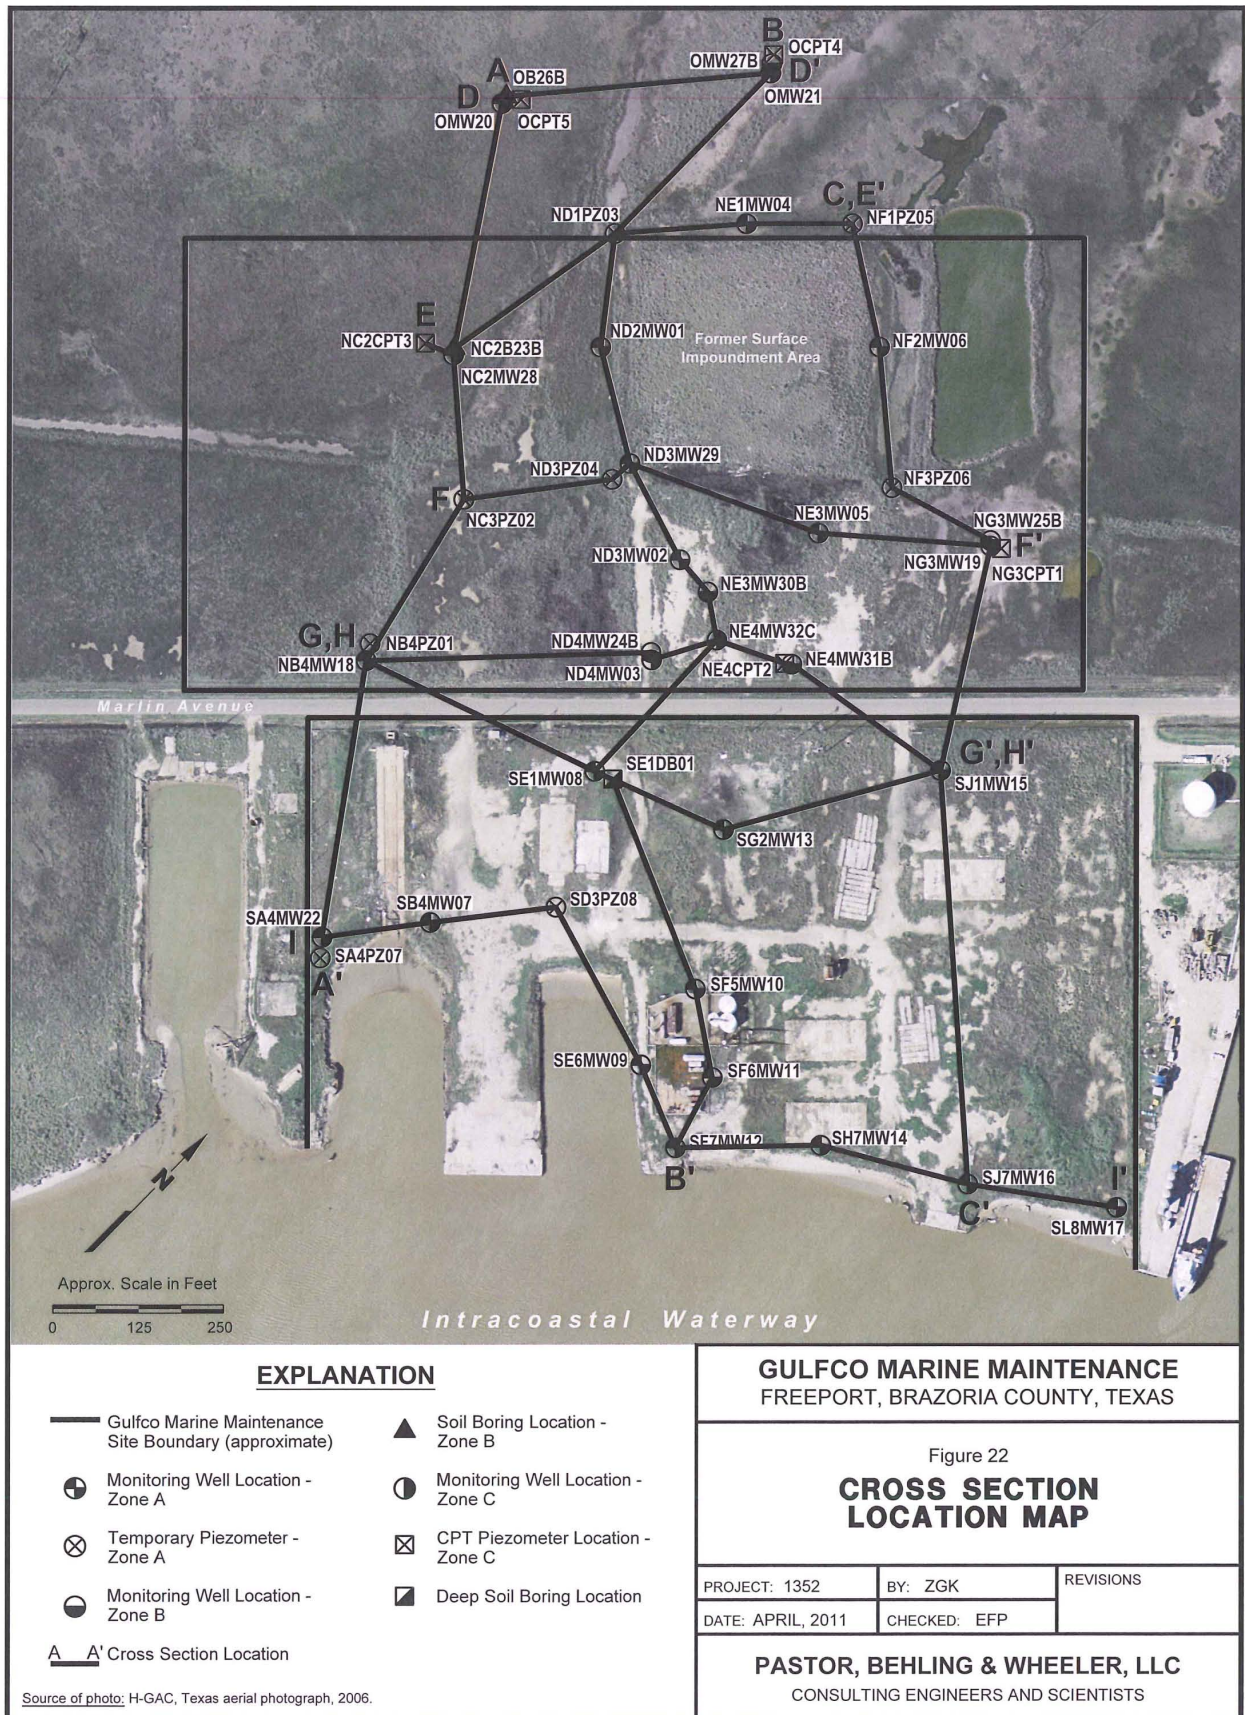 B
OCPT4
OMW27B
D'
A
OB26B
D
OMW21
OMW20
OCPT5
C,E'
NE1MW04
ND1PZ03
NF1PZ05
E
ND2MW01
Former Surface
Impoundment Area
NF2MW06
NC2CPT3
NC2B23B
NC2MW28
ND3MW29
ND3PZ04
NF3PZ06
F
NC3PZ02
NE3MW05
NG3MW25B
F'
NG3MW19
NG3CPT1
ND3MW02
NE3MW30B
G,H
NB4PZ01
ND4MW24B
NE4MW32C
NB4MW18
ND4MW03
NE4CPT2
NE4MW31B
Marlin Avenue
G',H'
SE1DB01
SE1MW08
SJ1MW15
SG2MW13
SB4MW07
SD3PZ08
SA4MW22
I
SA4PZ07
A'
SF5MW10
SE6MW09
SF6MW11
SF7MW12
SH7MW14
B'
SJ7MW16
I'
C'
SL8MW17
N
Approx. Scale in Feet
0 125 250
Intracoastal Waterway
EXPLANATION
Gulfco Marine Maintenance
Site Boundary (approximate)
Monitoring Well Location -
Zone A
Temporary Piezometer -
Zone A
Monitoring Well Location -
Zone B
A A' Cross Section Location
Soil Boring Location -
Zone B
Monitoring Well Location -
Zone C
CPT Piezometer Location -
Zone C
Deep Soil Boring Location
Source of photo: H-GAC, Texas aerial photograph, 2006.
GULFCO MARINE MAINTENANCE
FREEPORT, BRAZORIA COUNTY, TEXAS
Figure 22
CROSS SECTION
LOCATION MAP
PROJECT: 1352
BY: ZGK
REVISIONS
DATE: APRIL, 2011
CHECKED: EFP
PASTOR, BEHLING & WHEELER, LLC
CONSULTING ENGINEERS AND SCIENTISTS